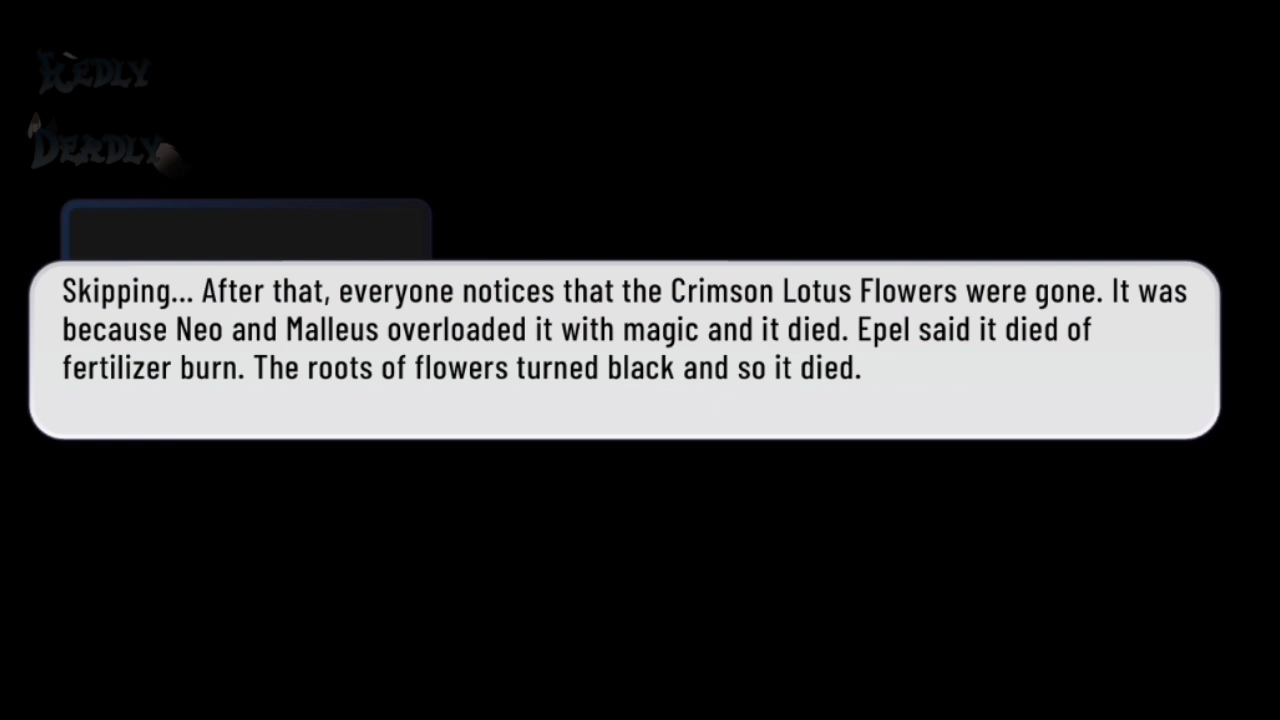 DEADLY
Skipping... After that, everyone notices that the Crimson Lotus Flowers were gone. It was
because Neo and Malleus overloaded it with magic and it died. Epel said it died of
fertilizer burn. The roots of flowers turned black and so it died.